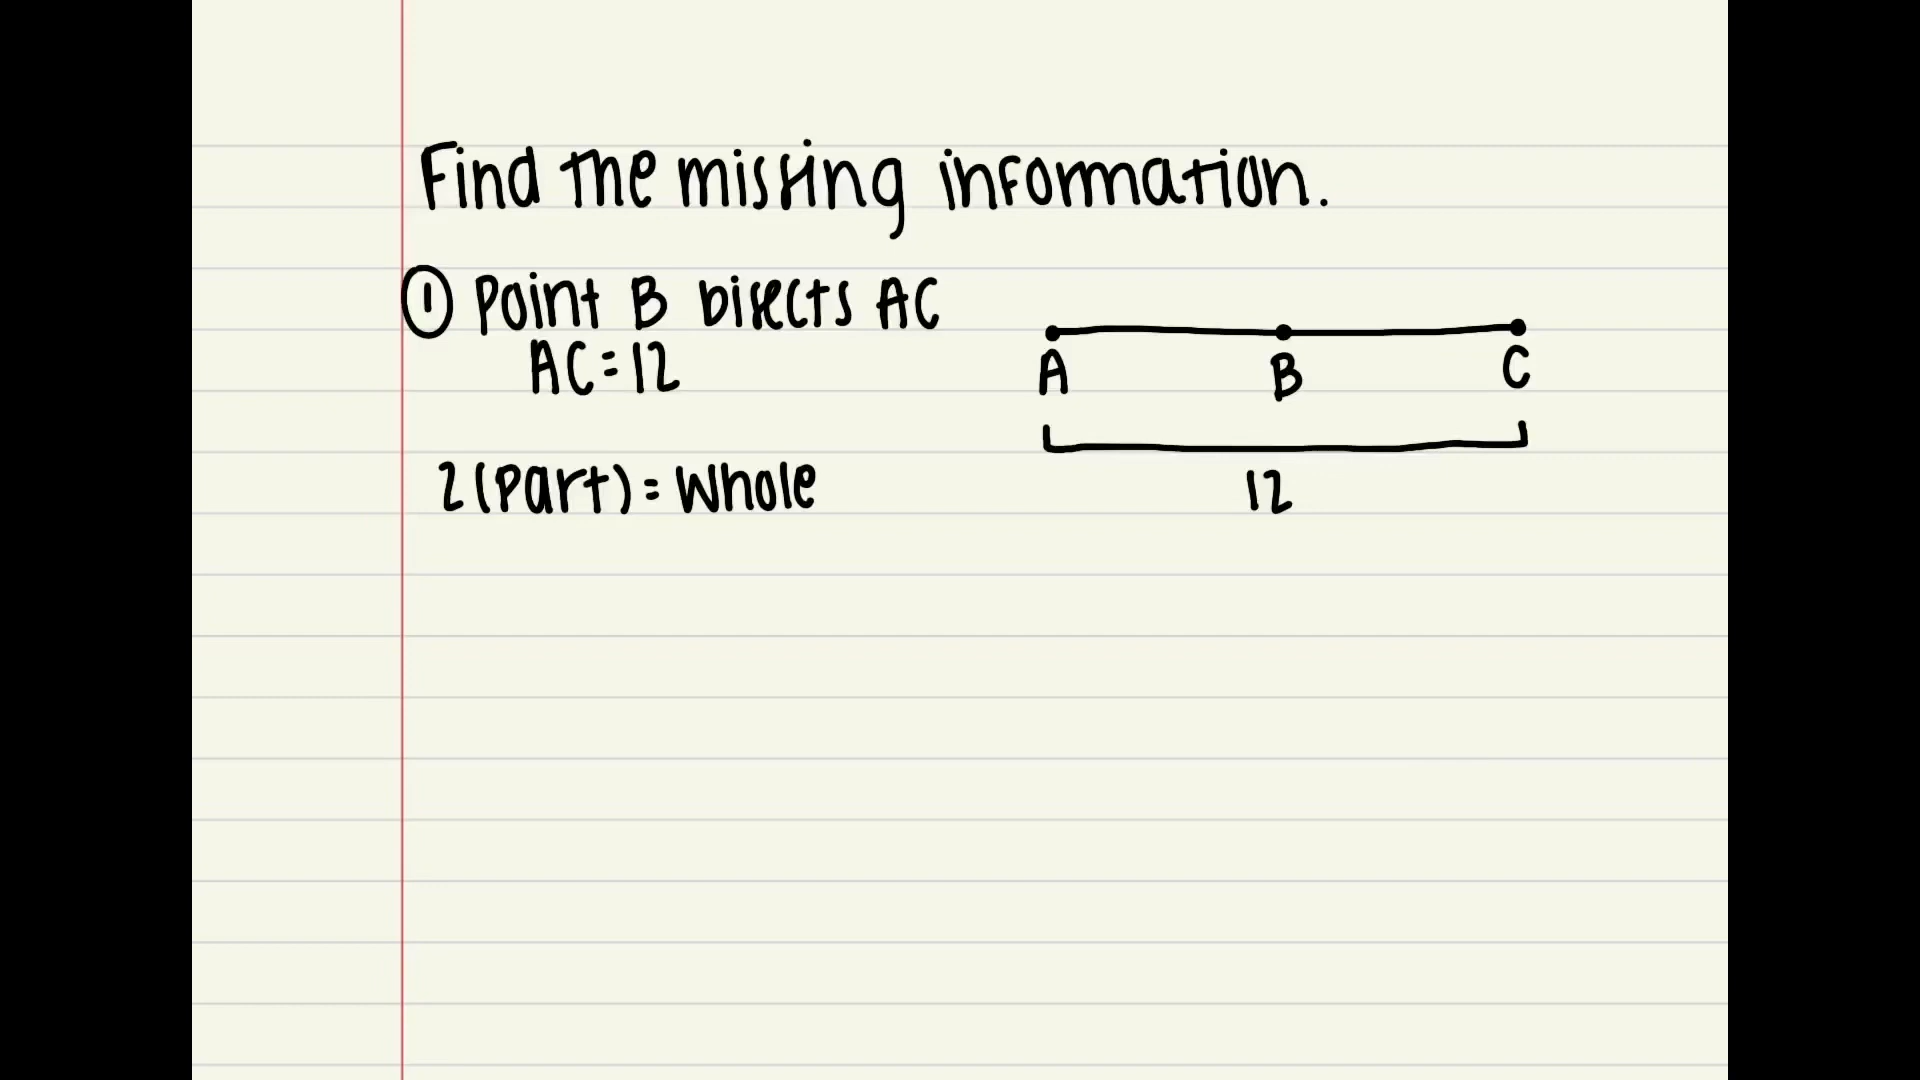 Find the missing information.
① Point B bisects AC
AC=12
A B C
2(Part)=Whole
12